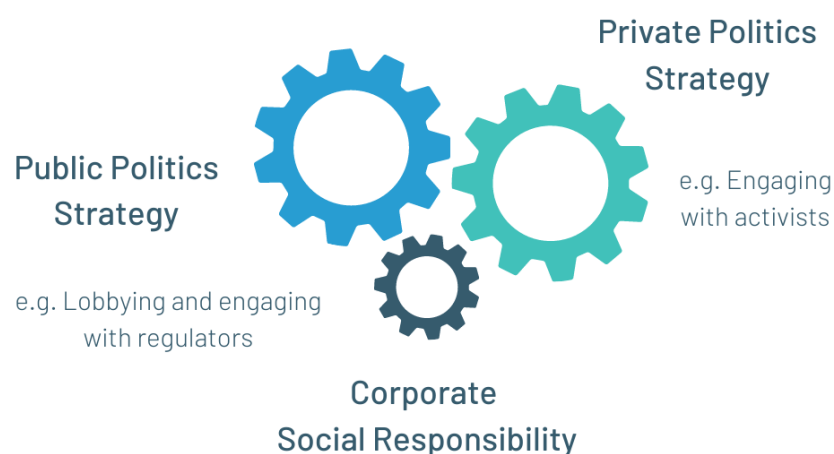 Private Politics
Strategy
Public Politics
Strategy
e.g. Engaging
with activists
e.g. Lobbying and engaging
with regulators
Corporate
Social Responsibility